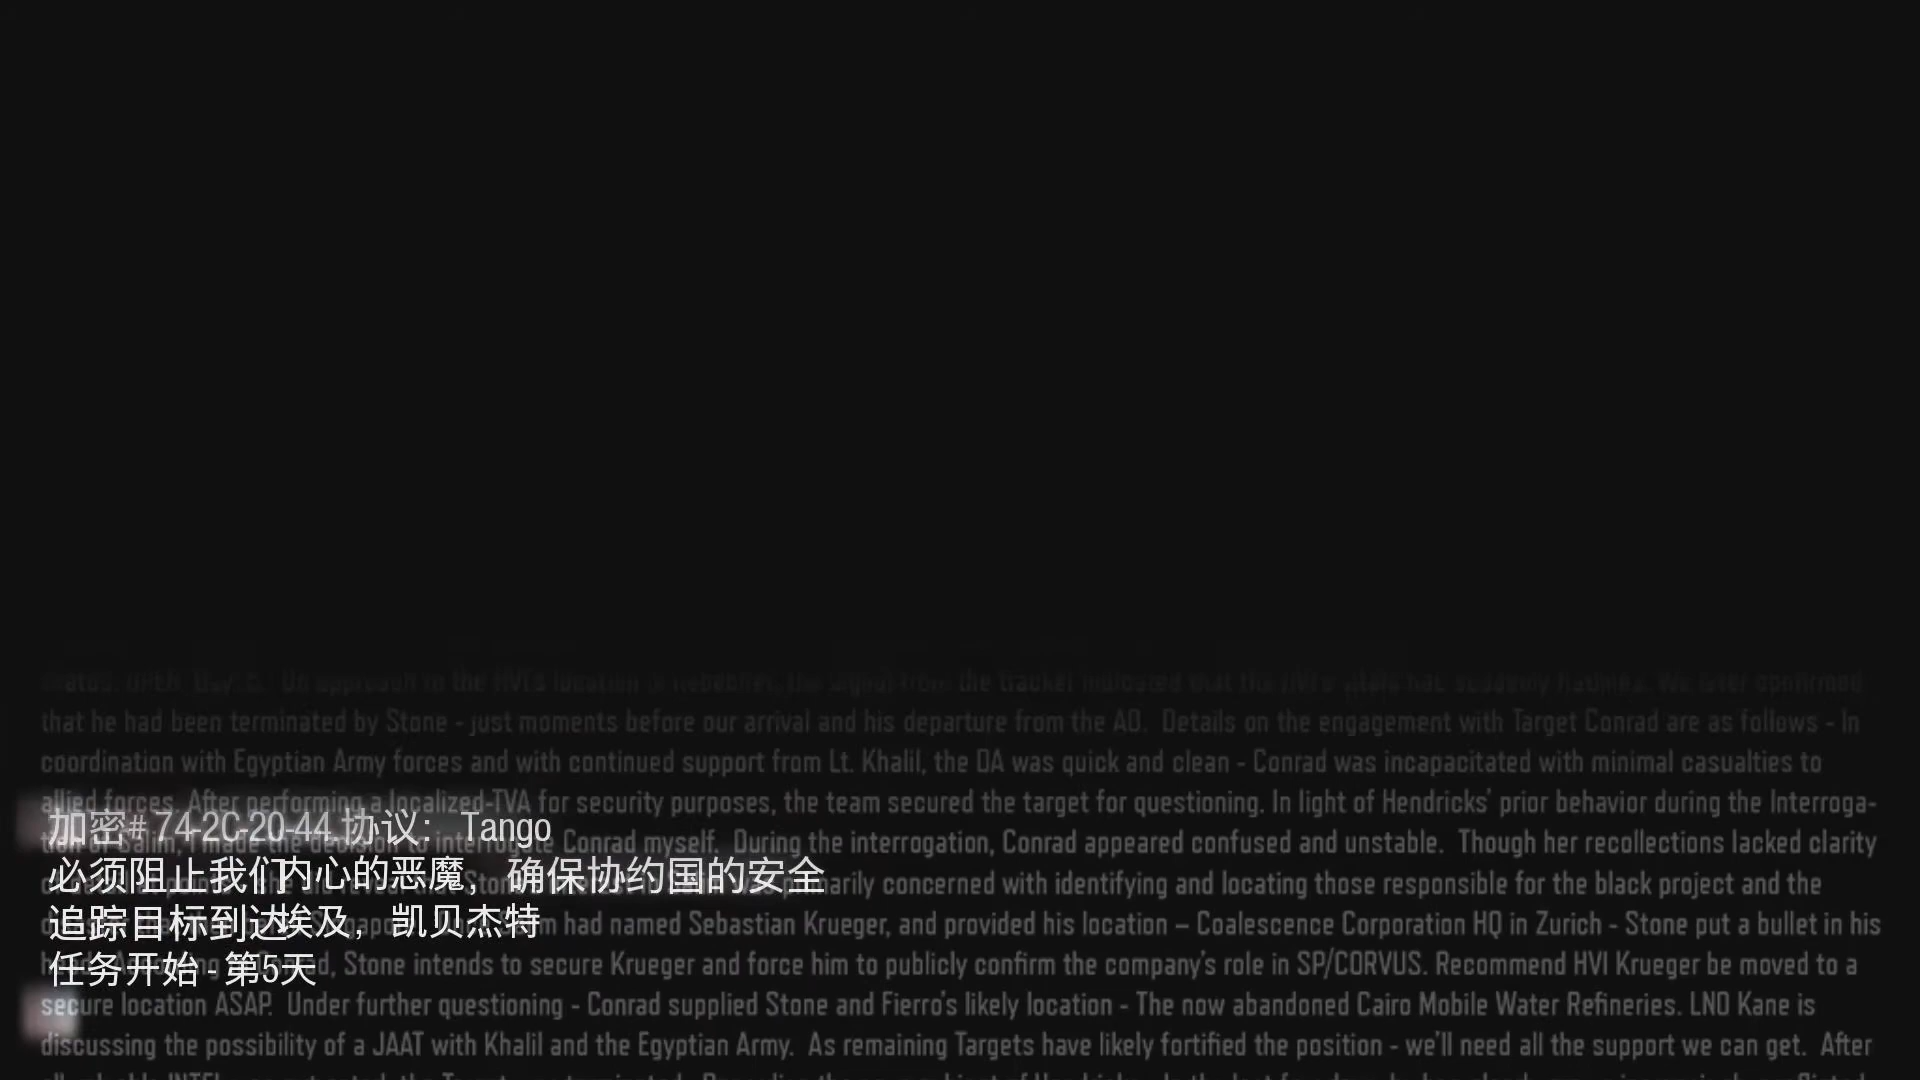 that he had been terminated by Stone - just moments before our arrival and his departure from the AO. Details on the engagement with Target Conrad are as follows - In
coordination with Egyptian Army forces and with continued support from Lt. Khalil, the OA was quick and clean - Conrad was incapacitated with minimal casualties to
allied forces. After performing a localized-TVA for security purposes, the team secured the target for questioning. In light of Hendricks' prior behavior during the Interroga-
加密# 74-2C-20-44.协议： Tango
Conrad myself. During the interrogation, Conrad appeared confused and unstable. Though her recollections lacked clarity
必须阻止我们内心的恶魔， 确保协约国的安全
concerned with identifying and locating those responsible for the black project and the
追踪目标到达埃及， 凯贝杰特
had named Sebastian Krueger, and provided his location – Coalescence Corporation HQ in Zurich - Stone put a bullet in his
任务开始 - 第5天
Stone intends to secure Krueger and force him to publicly confirm the company's role in SP/CORVUS. Recommend HVI Krueger be moved to a
secure location ASAP. Under further questioning - Conrad supplied Stone and Fierro's likely location - The now abandoned Cairo Mobile Water Refineries. LNO Kane is
discussing the possibility of a JAAT with Khalil and the Egyptian Army. As remaining Targets have likely fortified the position - we'll need all the support we can get. After